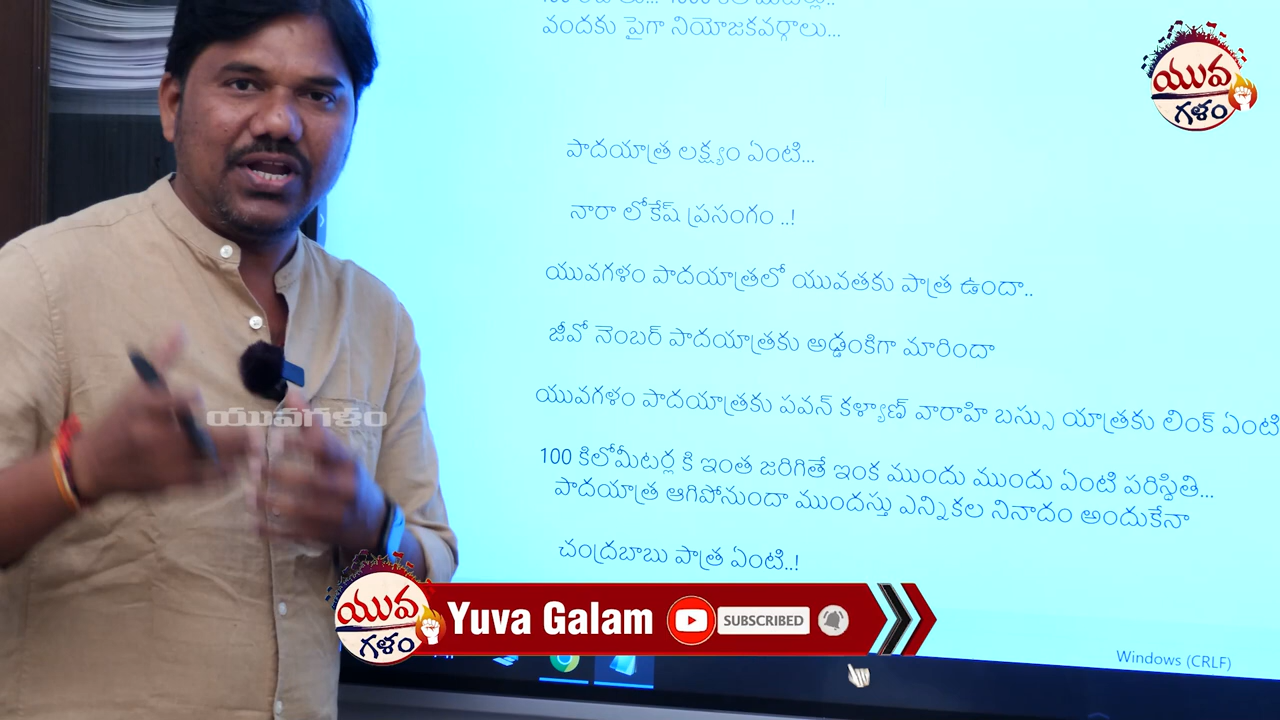 వందకు పైగా నియోజకవర్గాలు...
పాదయాత్ర లక్ష్యం ఏంటి...
నారా లోకేష్ ప్రసంగం ..!
యువగళం పాదయాత్రలో యువతకు పాత్ర ఉందా..
జీవో నెంబర్ పాదయాత్రకు అడ్డంకిగా మారిందా
యువగళం పాదయాత్రకు పవన్ కళ్యాణ్ వారాహి బస్సు యాత్రకు లింక్ ఏంటి
100 కిలోమీటర్ల కి ఇంత జరిగితే ఇంక ముందు ముందు ఏంటి పరిస్థితి...
పాదయాత్ర ఆగిపోనుందా ముందస్తు ఎన్నికల నినాదం అందుకేనా
చంద్రబాబు పాత్ర ఏంటి..!
Windows (CRLF)
యువ
గళం
యువగళం
యువ
గళం
Yuva Galam
SUBSCRIBED